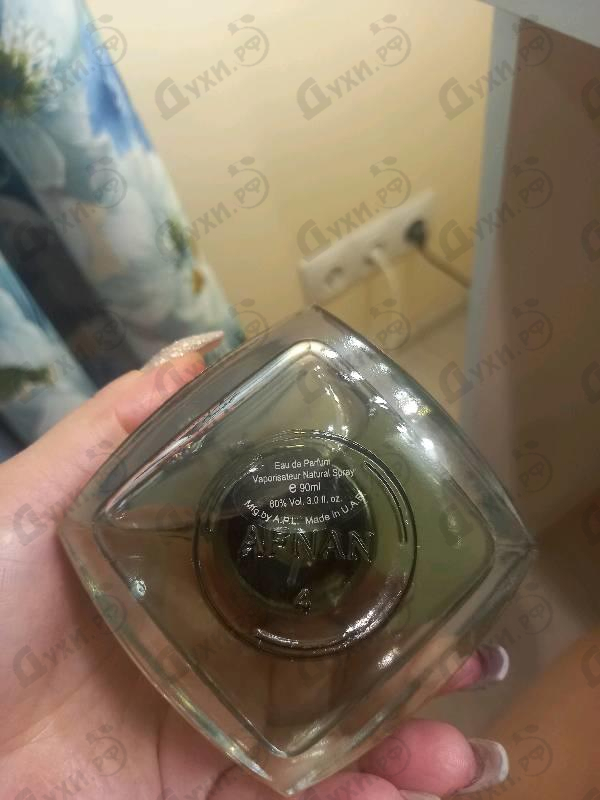 Eau de Parfum
Vaporisateur Natural Spray
e 90ml
80% Vol. 3.0 fl. oz.
Mfg.by A.P.L. Made in U.A.E.
AFNAN
4
Духи.рф